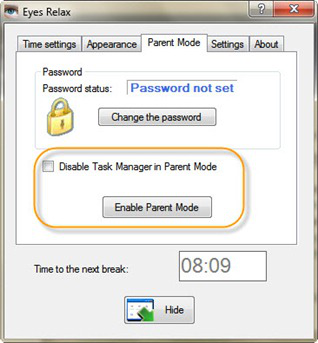 Eyes Relax
Time settings Appearance Parent Mode Settings About
Password
Password status: Password not set
Change the password
Disable Task Manager in Parent Mode
Enable Parent Mode
Time to the next break: 08:09
Hide